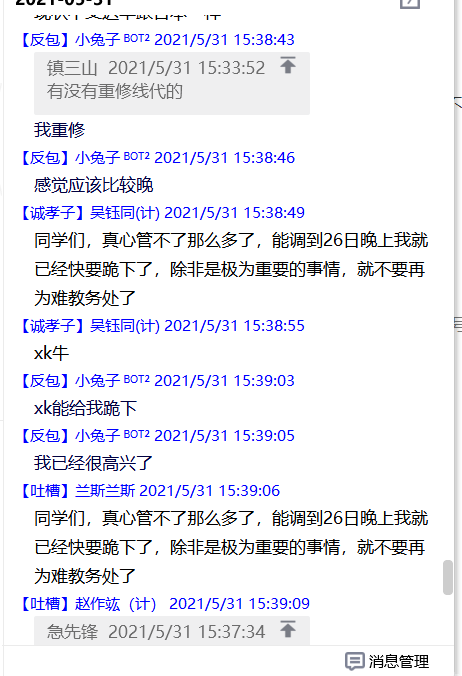 【反包】小兔子 BOT2 2021/5/31 15:38:43
镇三山 2021/5/31 15:33:52
有没有重修线代的
我重修
【反包】小兔子 BOT2 2021/5/31 15:38:46
感觉应该比较晚
【诚孝子】吴钰同(计) 2021/5/31 15:38:49
同学们，真心管不了那么多了，能调到26日晚上我就
已经快要跪下了，除非是极为重要的事情，就不要再
为难教务处了
【诚孝子】吴钰同(计) 2021/5/31 15:38:55
xk牛
【反包】小兔子 BOT2 2021/5/31 15:39:03
xk能给我跪下
【反包】小兔子 BOT2 2021/5/31 15:39:05
我已经很高兴了
【吐槽】兰斯兰斯 2021/5/31 15:39:06
同学们，真心管不了那么多了，能调到26日晚上我就
已经快要跪下了，除非是极为重要的事情，就不要再
为难教务处了
【吐槽】赵作竑（计） 2021/5/31 15:39:09
急先锋 2021/5/31 15:37:34
消息管理